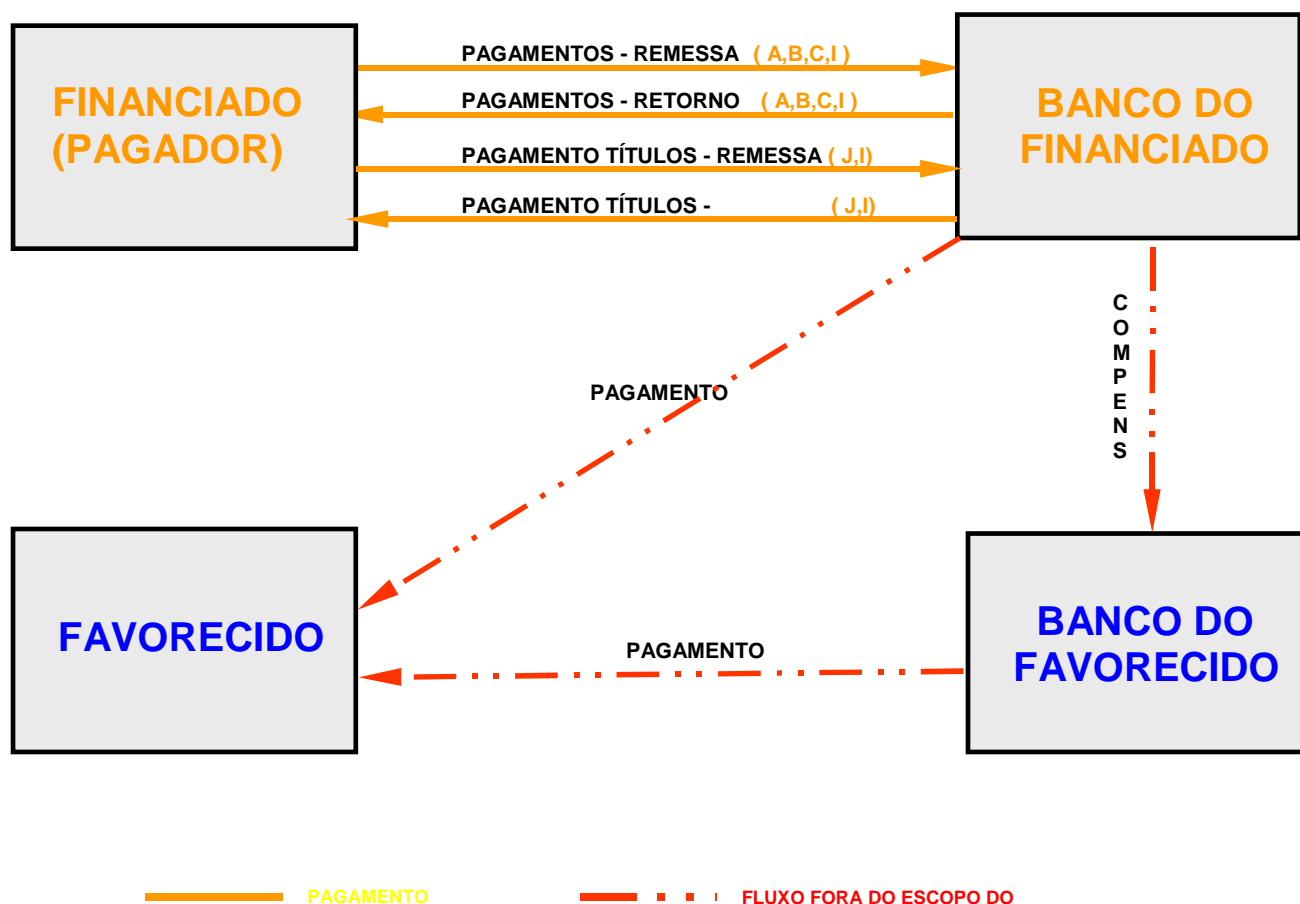 PAGAMENTOS - REMESSA ( A,B,C,I )
PAGAMENTOS - RETORNO ( A,B,C,I )
PAGAMENTO TÍTULOS - REMESSA ( J,I)
PAGAMENTO TÍTULOS - ( J,I)
FINANCIADO
(PAGADOR)
BANCO DO
FINANCIADO
C
O
M
P
E
N
S
PAGAMENTO
FAVORECIDO
PAGAMENTO
BANCO DO
FAVORECIDO
PAGAMENTO
FLUXO FORA DO ESCOPO DO